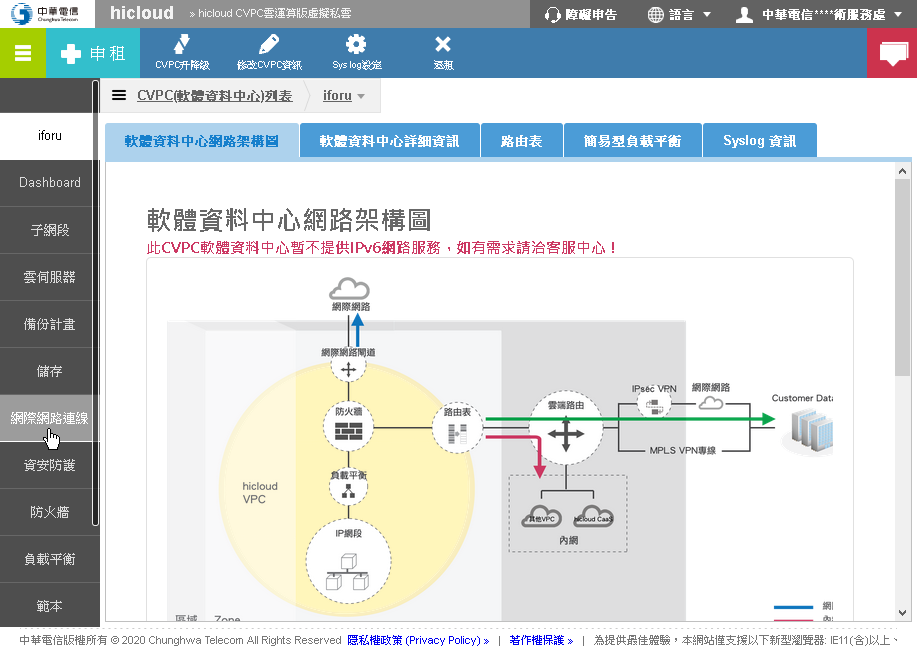 中華電信
Chunghwa Telecom
hicloud
» hicloud CVPC雲運算版虛擬私雲
障礙申告
語言
中華電信****術服務處
申租
CVPC升降級
修改CVPC資訊
Syslog設定
退租
CVPC(軟體資料中心)列表
iforu
iforu
Dashboard
子網段
雲伺服器
備份計畫
儲存
網際網路連線
資安防護
防火牆
負載平衡
範本
軟體資料中心網路架構圖
軟體資料中心詳細資訊
路由表
簡易型負載平衡
Syslog 資訊
軟體資料中心網路架構圖
此CVPC軟體資料中心暫不提供IPv6網路服務，如有需求請洽客服中心！
網際網路
網際網路閘道
防火牆
路由表
雲端路由
IPsec VPN
網際網路
Customer Data
MPLS VPN專線
負載平衡
hicloud
VPC
IP網段
其他VPC
hicloud CaaS
內網
區域
Zone
網
內
中華電信版權所有 © 2020 Chunghwa Telecom All Rights Reserved 隱私權政策 (Privacy Policy) » | 著作權保護 » | 為提供最佳體驗，本網站僅支援以下新型瀏覽器: IE11(含)以上、